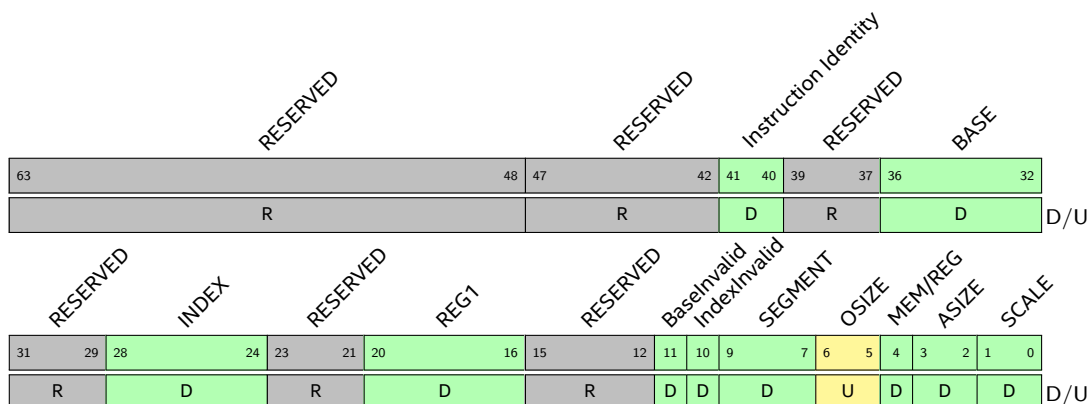 RESERVED RESERVED Instruction Identity RESERVED BASE
63 48 47 42 41 40 39 37 36 32
R R D R D D/U
RESERVED INDEX RESERVED REG1 RESERVED BaseInvalid IndexInvalid SEGMENT OSIZE MEM/REG ASIZE SCALE
31 29 28 24 23 21 20 16 15 12 11 10 9 7 6 5 4 3 2 1 0
R D R D R D D D U D D D D/U